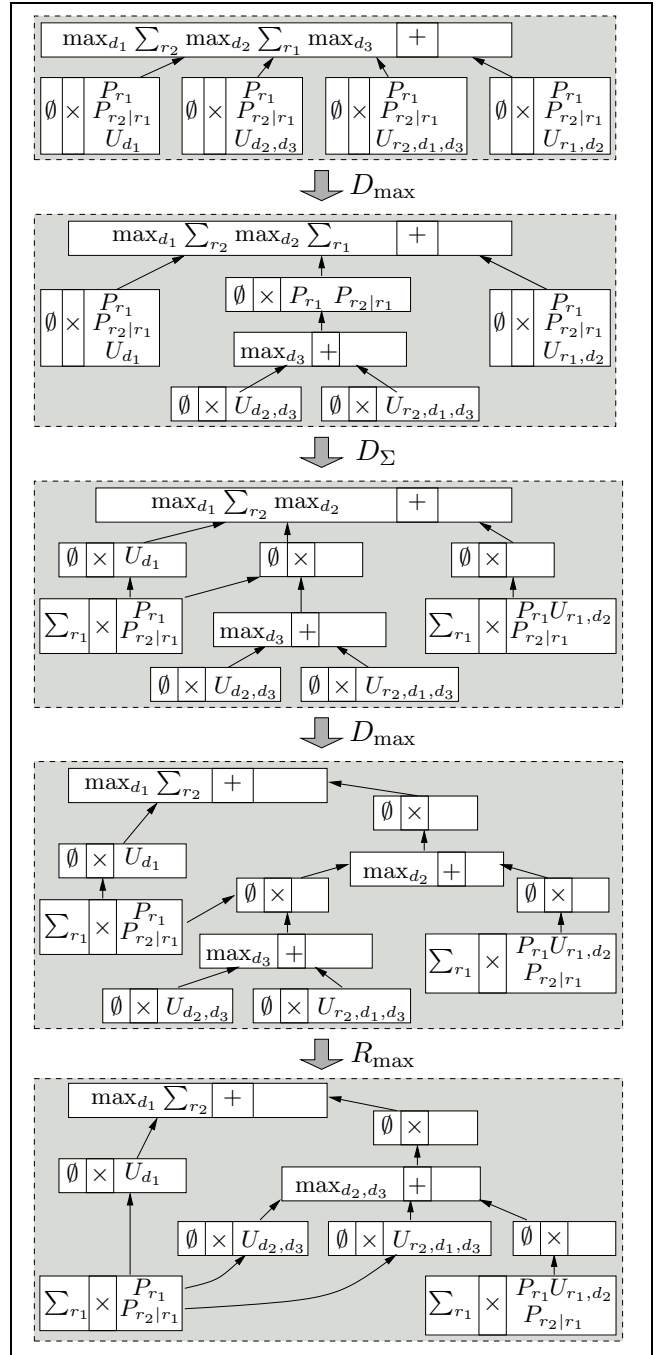 max_{d_1} ∑_{r_2} max_{d_2} ∑_{r_1} max_{d_3} +
P_{r_1} P_{r_1} P_{r_1} P_{r_1}
∅ × P_{r_2|r_1} ∅ × P_{r_2|r_1} ∅ × P_{r_2|r_1} ∅ × P_{r_2|r_1}
U_{d_1} U_{d_2,d_3} U_{r_2,d_1,d_3} U_{r_1,d_2}
D_max
max_{d_1} ∑_{r_2} max_{d_2} ∑_{r_1} +
∅ × P_{r_1} P_{r_2|r_1}
P_{r_1} P_{r_1}
∅ × P_{r_2|r_1} ∅ × P_{r_2|r_1}
U_{d_1} U_{r_1,d_2}
max_{d_3} +
∅ × U_{d_2,d_3} ∅ × U_{r_2,d_1,d_3}
D_Σ
max_{d_1} ∑_{r_2} max_{d_2} +
∅ × U_{d_1} ∅ × ∅ ×
∑_{r_1} × P_{r_1} P_{r_1}U_{r_1,d_2}
P_{r_2|r_1} max_{d_3} + ∑_{r_1} × P_{r_2|r_1}
∅ × U_{d_2,d_3} ∅ × U_{r_2,d_1,d_3}
D_max
max_{d_1} ∑_{r_2} +
∅ ×
∅ × U_{d_1} max_{d_2} +
∅ × ∅ ×
∑_{r_1} × P_{r_1}
P_{r_2|r_1}
max_{d_3} + ∑_{r_1} × P_{r_1}U_{r_1,d_2}
P_{r_2|r_1}
∅ × U_{d_2,d_3} ∅ × U_{r_2,d_1,d_3}
R_max
max_{d_1} ∑_{r_2} +
∅ ×
∅ × U_{d_1} max_{d_2,d_3} +
∅ × U_{d_2,d_3} ∅ × U_{r_2,d_1,d_3} ∅ ×
∑_{r_1} × P_{r_1} ∑_{r_1} × P_{r_1}U_{r_1,d_2}
P_{r_2|r_1} P_{r_2|r_1}